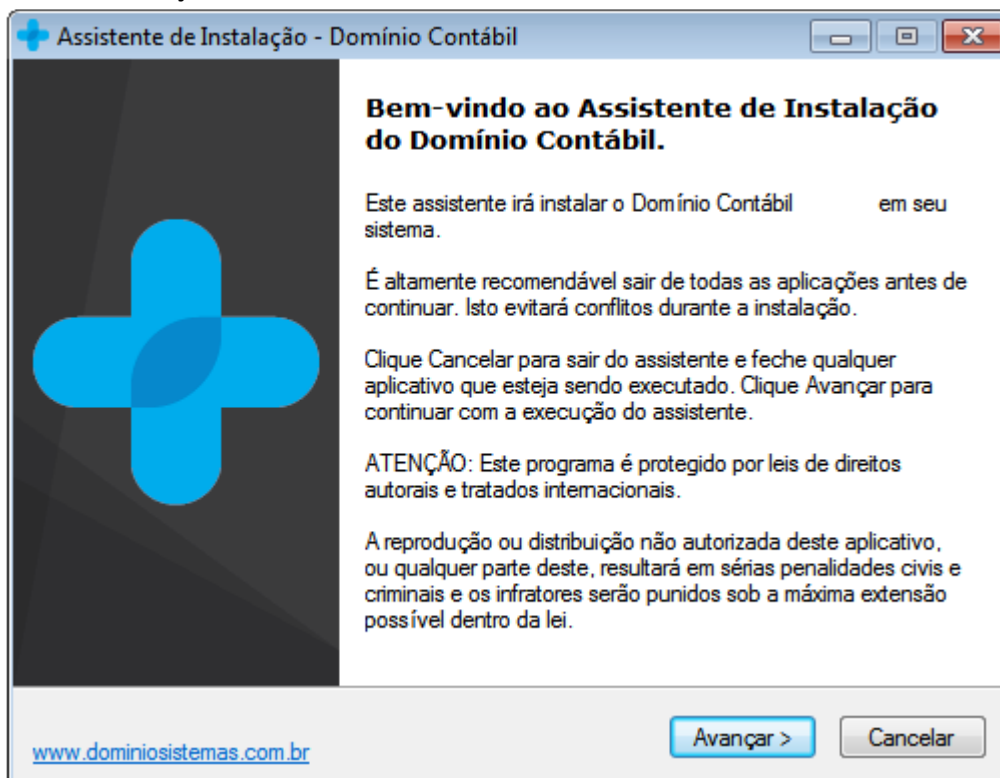 Assistente de Instalação - Domínio Contábil
Bem-vindo ao Assistente de Instalação
do Domínio Contábil.
Este assistente irá instalar o Domínio Contábil em seu
sistema.
É altamente recomendável sair de todas as aplicações antes de
continuar. Isto evitará conflitos durante a instalação.
Clique Cancelar para sair do assistente e feche qualquer
aplicativo que esteja sendo executado. Clique Avançar para
continuar com a execução do assistente.
ATENÇÃO: Este programa é protegido por leis de direitos
autorais e tratados internacionais.
A reprodução ou distribuição não autorizada deste aplicativo,
ou qualquer parte deste, resultará em sérias penalidades civis e
criminais e os infratores serão punidos sob a máxima extensão
possível dentro da lei.
www.dominiosistemas.com.br
Avançar >
Cancelar